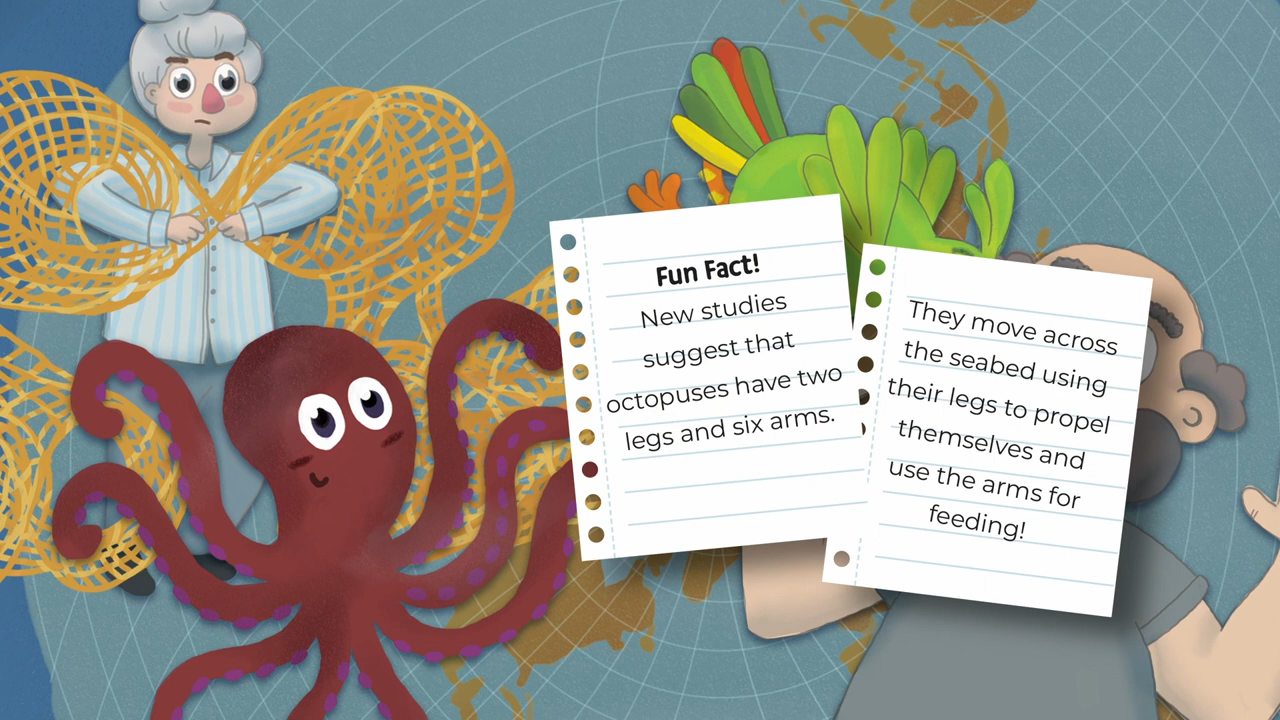 Fun Fact!
New studies
suggest that
octopuses have two
legs and six arms.
They move across
the seabed using
their legs to propel
themselves and
use the arms for
feeding!